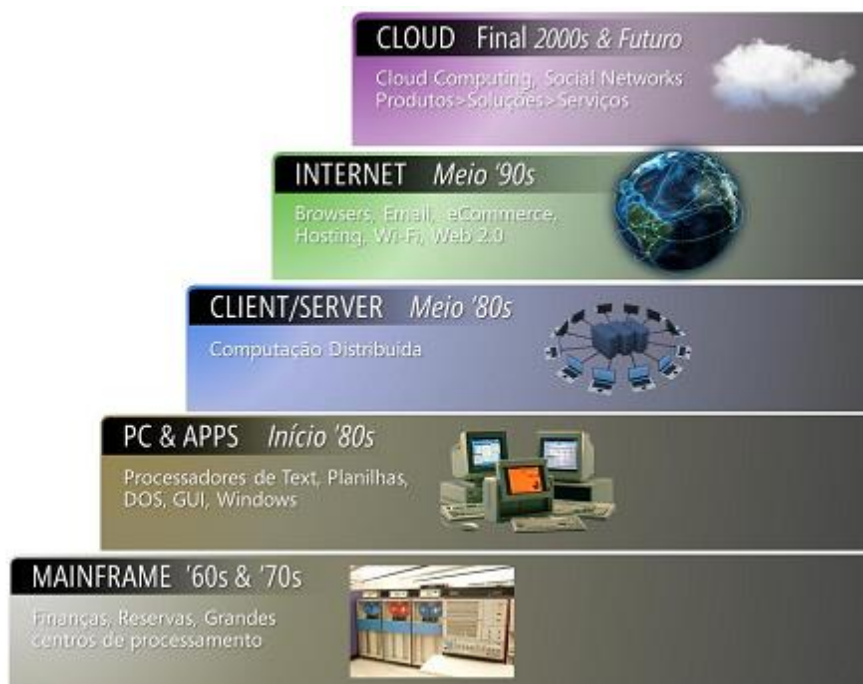 CLOUD Final 2000s & Futuro
Cloud Computing, Social Networks
Produtos>Soluções>Serviços
INTERNET Meio '90s
Browsers, Email, eCommerce,
Hosting, Wi-Fi, Web 2.0
CLIENT/SERVER Meio '80s
Computação Distribuida
PC & APPS Início '80s
Processadores de Text, Planilhas,
DOS, GUI, Windows
MAINFRAME '60s & '70s
Finanças, Reservas, Grandes
centros de processamento